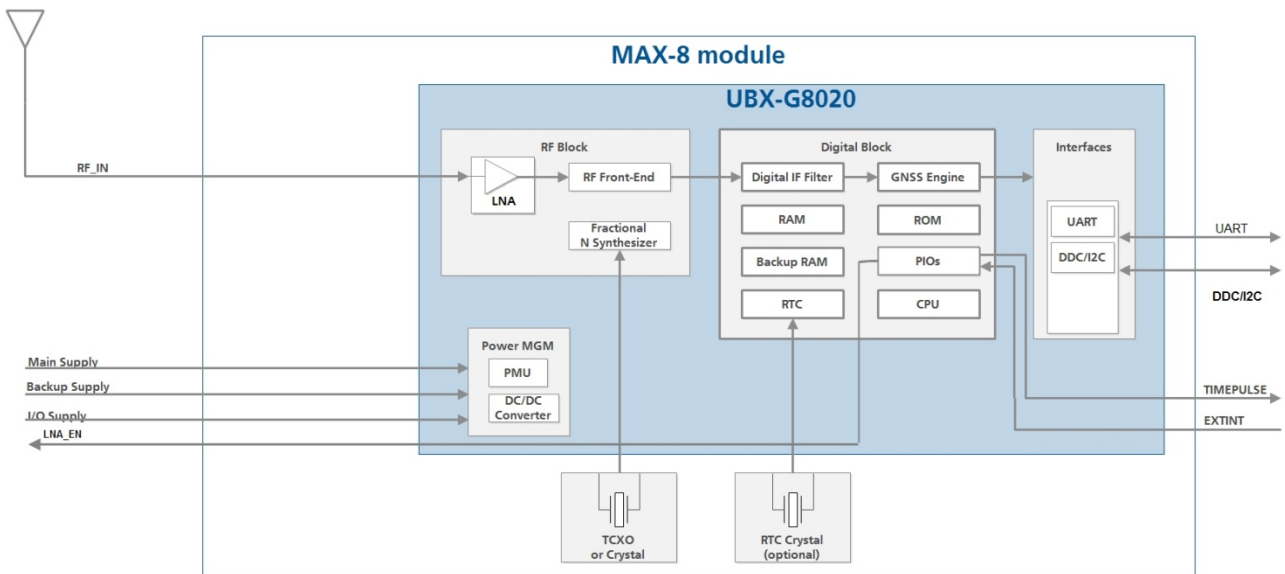 MAX-8 module
UBX-G8020
RF Block
Digital Block
Interfaces
RF_IN
LNA
RF Front-End
Digital IF Filter
GNSS Engine
Fractional
N Synthesizer
RAM
ROM
UART
UART
Backup RAM
PIOs
DDC/I2C
RTC
CPU
DDC/I2C
Power MGM
Main Supply
PMU
Backup Supply
DC/DC
Converter
TIMEPULSE
I/O Supply
LNA_EN
EXTINT
TCXO
or Crystal
RTC Crystal
(optional)